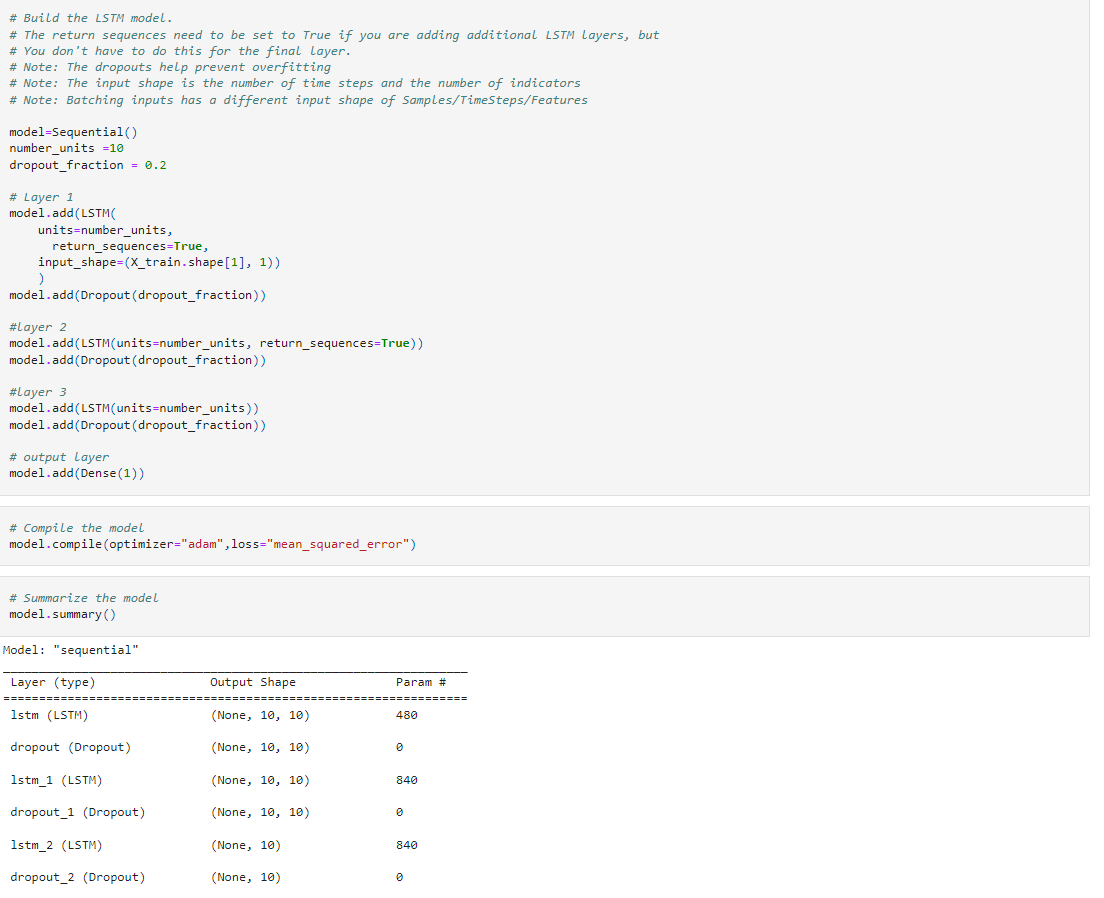 # Build the LSTM model.
# The return sequences need to be set to True if you are adding additional LSTM layers, but
# You don't have to do this for the final layer.
# Note: The dropouts help prevent overfitting
# Note: The input shape is the number of time steps and the number of indicators
# Note: Batching inputs has a different input shape of Samples/TimeSteps/Features
model=Sequential()
number_units =10
dropout_fraction = 0.2
# Layer 1
model.add(LSTM(
units=number_units,
return_sequences=True,
input_shape=(X_train.shape[1], 1))
)
model.add(Dropout(dropout_fraction))
#layer 2
model.add(LSTM(units=number_units, return_sequences=True))
model.add(Dropout(dropout_fraction))
#layer 3
model.add(LSTM(units=number_units))
model.add(Dropout(dropout_fraction))
# output layer
model.add(Dense(1))
# Compile the model
model.compile(optimizer="adam",loss="mean_squared_error")
# Summarize the model
model.summary()
Model: "sequential"
_________________________________________________________________
Layer (type) Output Shape Param #
=================================================================
lstm (LSTM) (None, 10, 10) 480
dropout (Dropout) (None, 10, 10) 0
lstm_1 (LSTM) (None, 10, 10) 840
dropout_1 (Dropout) (None, 10, 10) 0
lstm_2 (LSTM) (None, 10) 840
dropout_2 (Dropout) (None, 10) 0